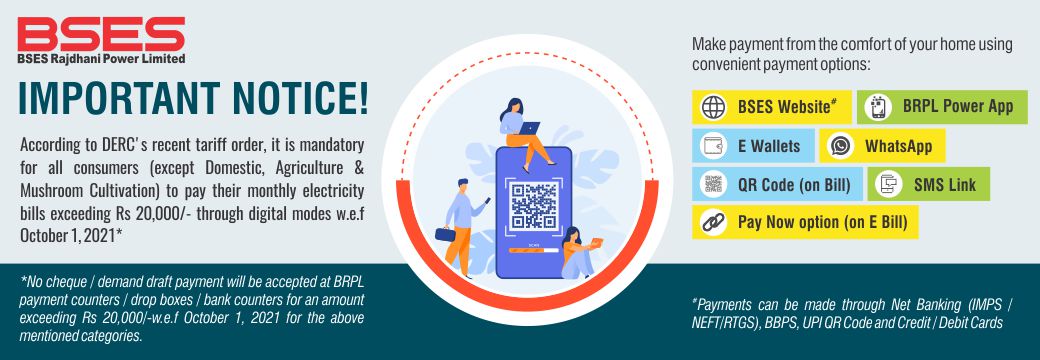 BSES
BSES Rajdhani Power Limited
IMPORTANT NOTICE!
According to DERC's recent tariff order, it is mandatory
for all consumers (except Domestic, Agriculture &
Mushroom Cultivation) to pay their monthly electricity
bills exceeding Rs 20,000/- through digital modes w.e.f
October 1, 2021*
*No cheque / demand draft payment will be accepted at BRPL
payment counters / drop boxes / bank counters for an amount
exceeding Rs 20,000/-w.e.f October 1, 2021 for the above
mentioned categories.
SCAN
Make payment from the comfort of your home using
convenient payment options:
BSES Website#
BRPL Power App
E Wallets
WhatsApp
QR Code (on Bill)
SMS Link
Pay Now option (on E Bill)
#Payments can be made through Net Banking (IMPS /
NEFT/RTGS), BBPS, UPI QR Code and Credit / Debit Cards